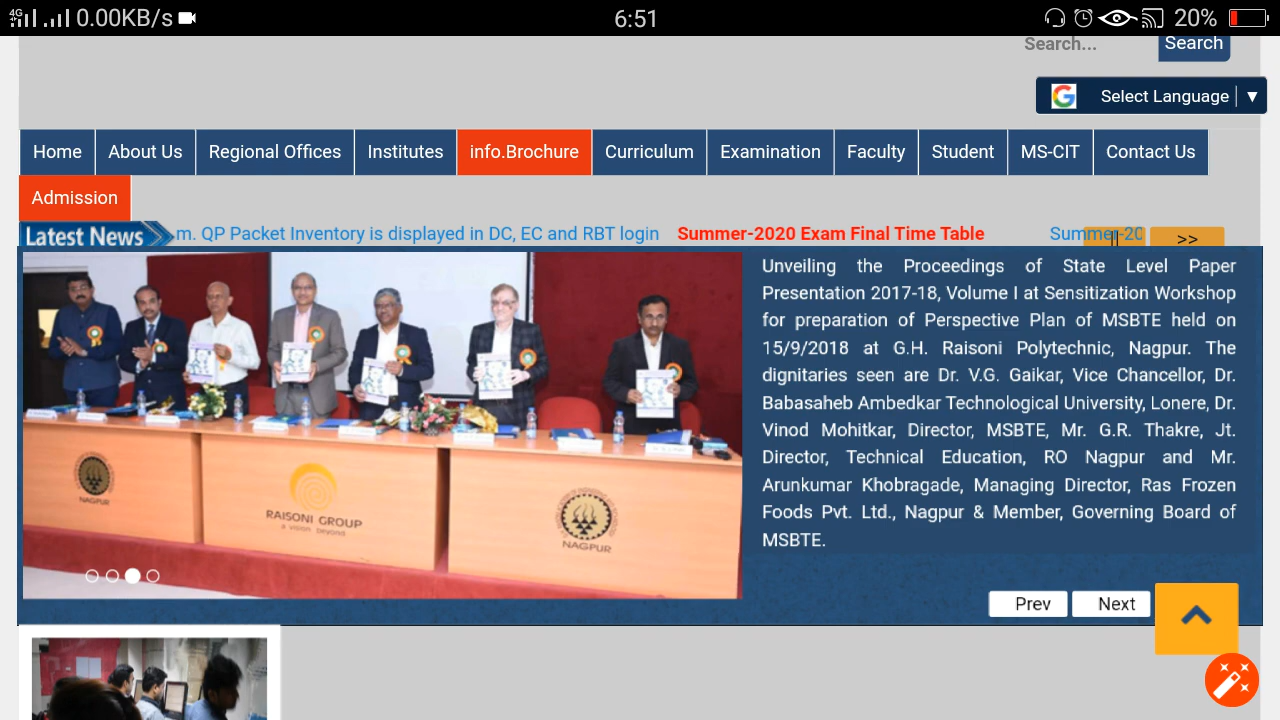 4G 0.00KB/s 6:51 20%
Search... Search
G Select Language ▼
Home About Us Regional Offices Institutes info.Brochure Curriculum Examination Faculty Student MS-CIT Contact Us
Admission
Latest News m. QP Packet Inventory is displayed in DC, EC and RBT login Summer-2020 Exam Final Time Table Summe-20 || >>
Unveiling the Proceedings of State Level Paper
Presentation 2017-18, Volume I at Sensitization Workshop
for preparation of Perspective Plan of MSBTE held on
15/9/2018 at G.H. Raisoni Polytechnic, Nagpur. The
dignitaries seen are Dr. V.G. Gaikar, Vice Chancellor, Dr.
Babasaheb Ambedkar Technological University, Lonere, Dr.
Vinod Mohitkar, Director, MSBTE, Mr. G.R. Thakre, Jt.
Director, Technical Education, RO Nagpur and Mr.
Arunkumar Khobragade, Managing Director, Ras Frozen
Foods Pvt. Ltd., Nagpur & Member, Governing Board of
MSBTE.
NAGPUR
RAISONI GROUP
a vision beyond
NAGPUR
Prev Next